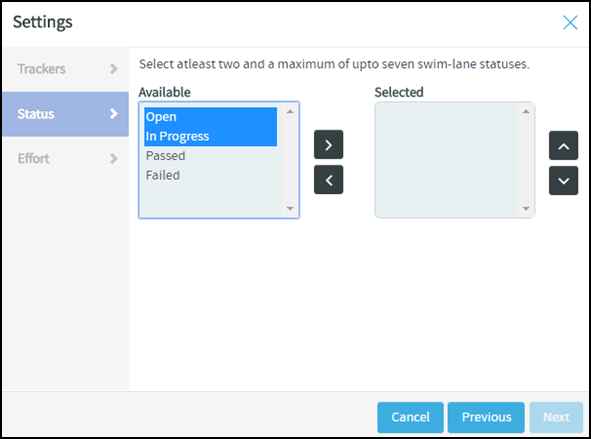 Settings
Trackers
Status
Effort
Select atleast two and a maximum of upto seven swim-lane statuses.
Available
Selected
Open
In Progress
Passed
Failed
Cancel
Previous
Next